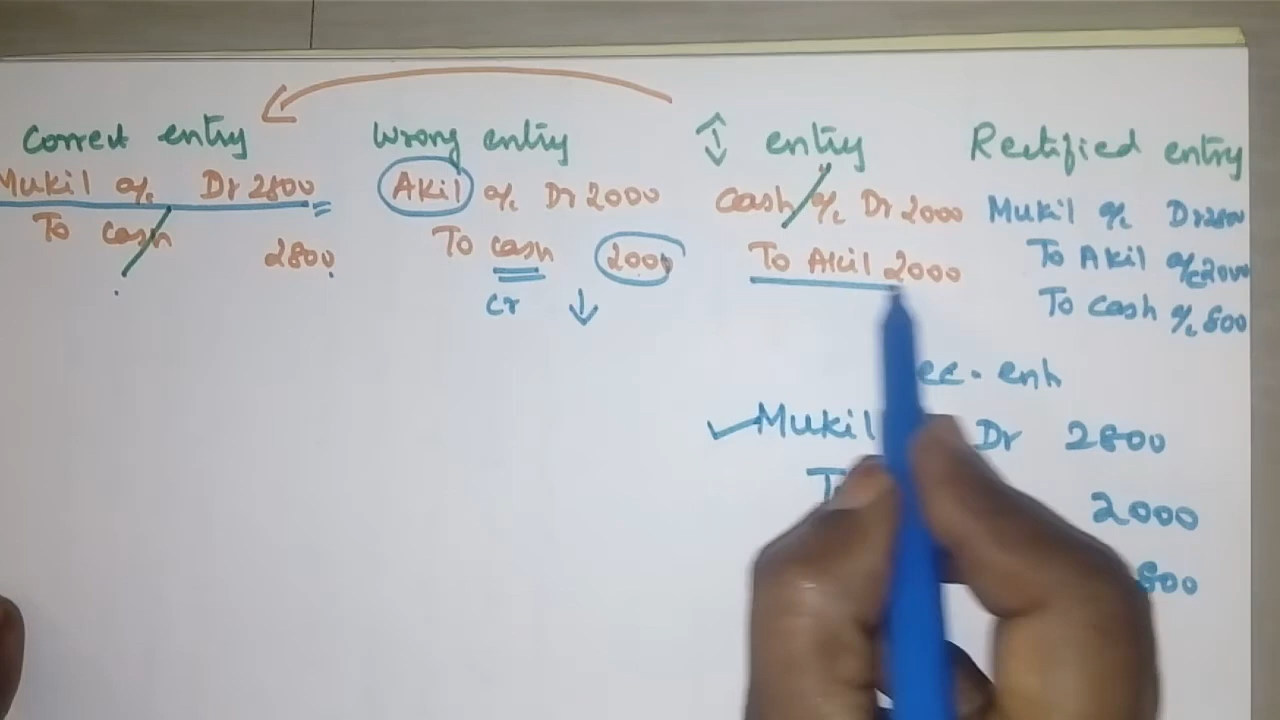 Correct entry
Mukil a/c Dr 2800
To cash
2800
Wrong entry
Akil a/c Dr 2000
To cash 2000
Cr ↓
↕ entry
Cash a/c Dr 2000
To Akil 2000
Rectified entry
Mukil a/c Dr 2800
To Akil a/c 2000
To cash a/c 800
✓ Mukil Dr 2800
2000
800